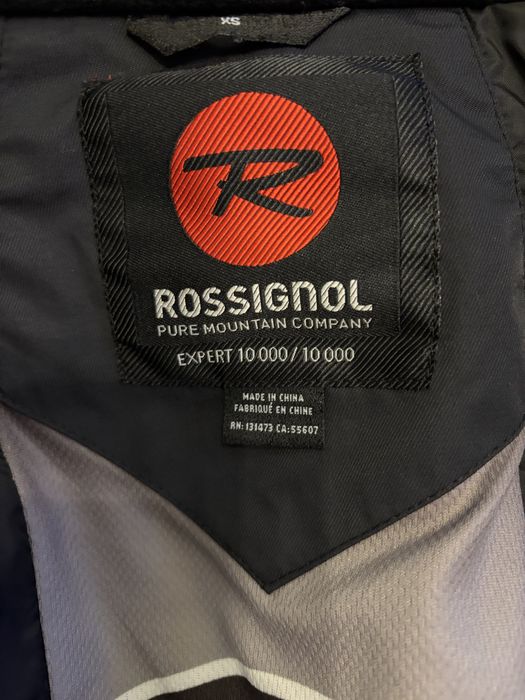 XS
R
ROSSIGNOL
PURE MOUNTAIN COMPANY
EXPERT 10 000 / 10 000
MADE IN CHINA
FABRIQUÉ EN CHINE
RN: 131473 CA:55607